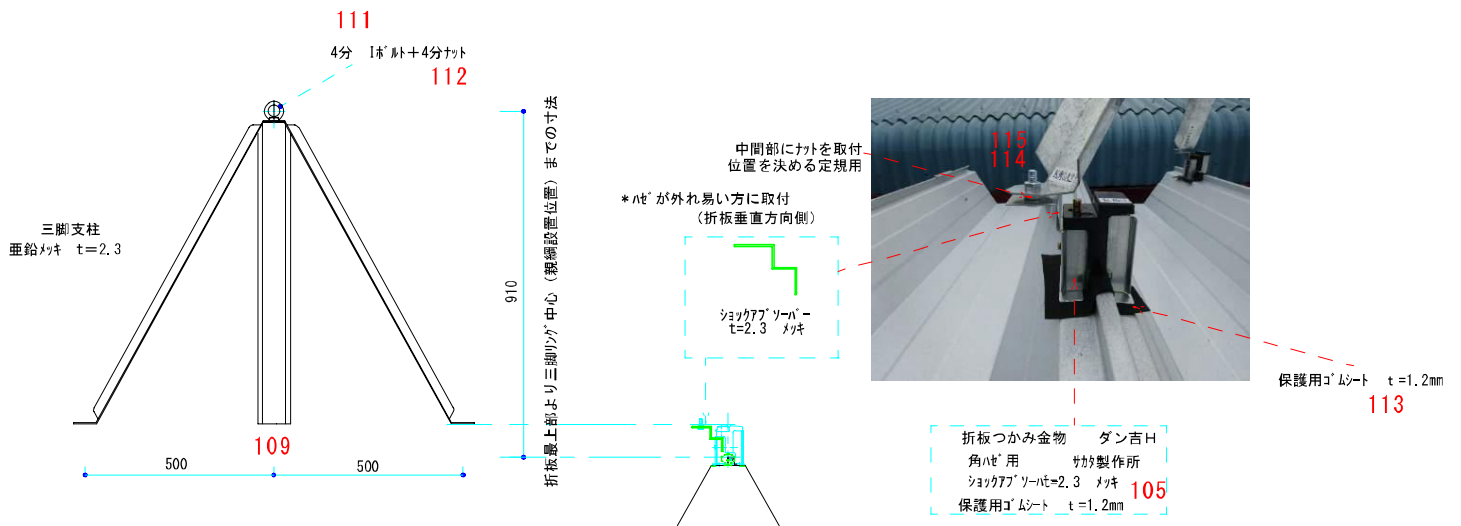 111
4分　Iボルト+4分ナット
112
三脚支柱
亜鉛メッキ　t=2.3
109
500
500
910
折板最上部より三脚リング中心（親綱設置位置）までの寸法
中間部にナットを取付
位置を決める定規用
*ハゼが外れ易い方に取付
（折板垂直方向側）
ショックアブソーバー
t=2.3　メッキ
115
114
保護用ゴムシート　t=1.2mm
113
折板つかみ金物　ダン吉H
角ハゼ用　サカタ製作所
ショックアブソーバt=2.3　メッキ
105
保護用ゴムシート　t=1.2mm